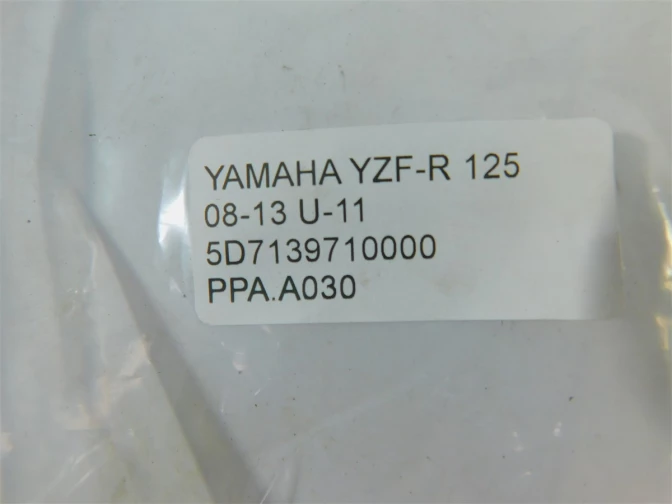 YAMAHA YZF-R 125
08-13 U-11
5D7139710000
PPA.A030